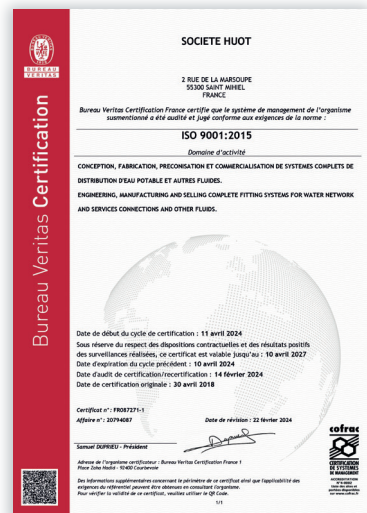 SOCIETE HUOT
BUREAU
VERITAS
2 RUE DE LA MARSOUPE
55300 SAINT MIHIEL
FRANCE
Bureau Veritas Certification France certifie que le système de management de l'organisme
susmentionné a été audité et jugé conforme aux exigences de la norme :
ISO 9001:2015
Domaine d'activité
CONCEPTION, FABRICATION, PRECONISATION ET COMMERCIALISATION DE SYSTEMES COMPLETS DE
DISTRIBUTION D'EAU POTABLE ET AUTRES FLUIDES.
ENGINEERING, MANUFACTURING AND SELLING COMPLETE FITTING SYSTEMS FOR WATER NETWORK
AND SERVICES CONNECTIONS AND OTHER FLUIDS.
Bureau Veritas Certification
Date de début du cycle de certification : 11 avril 2024
Sous réserve du respect des dispositions contractuelles et des résultats positifs
des surveillances réalisées, ce certificat est valable jusqu'au : 10 avril 2027
Date d'expiration du cycle précédent : 10 avril 2024
Date d'audit de certification/recertification : 14 février 2024
Date de certification originale : 30 avril 2018
Certificat n° : FR087271-1
Affaire n° : 20794087
Date de révision : 22 février 2024
Samuel DUPRIEU - Président
Adresse de l'organisme certificateur : Bureau Veritas Certification France 1
Place Zaha Hadid - 92400 Courbevoie
Des informations supplémentaires concernant le périmètre de ce certificat ainsi que l'applicabilité des
exigences du référentiel peuvent être obtenues en consultant l'organisme.
Pour vérifier la validité de ce certificat, veuillez utiliser le QR Code.
1/1
cofrac
CERTIFICATION
DE SYSTEMES
DE MANAGEMENT
ACCREDITATION